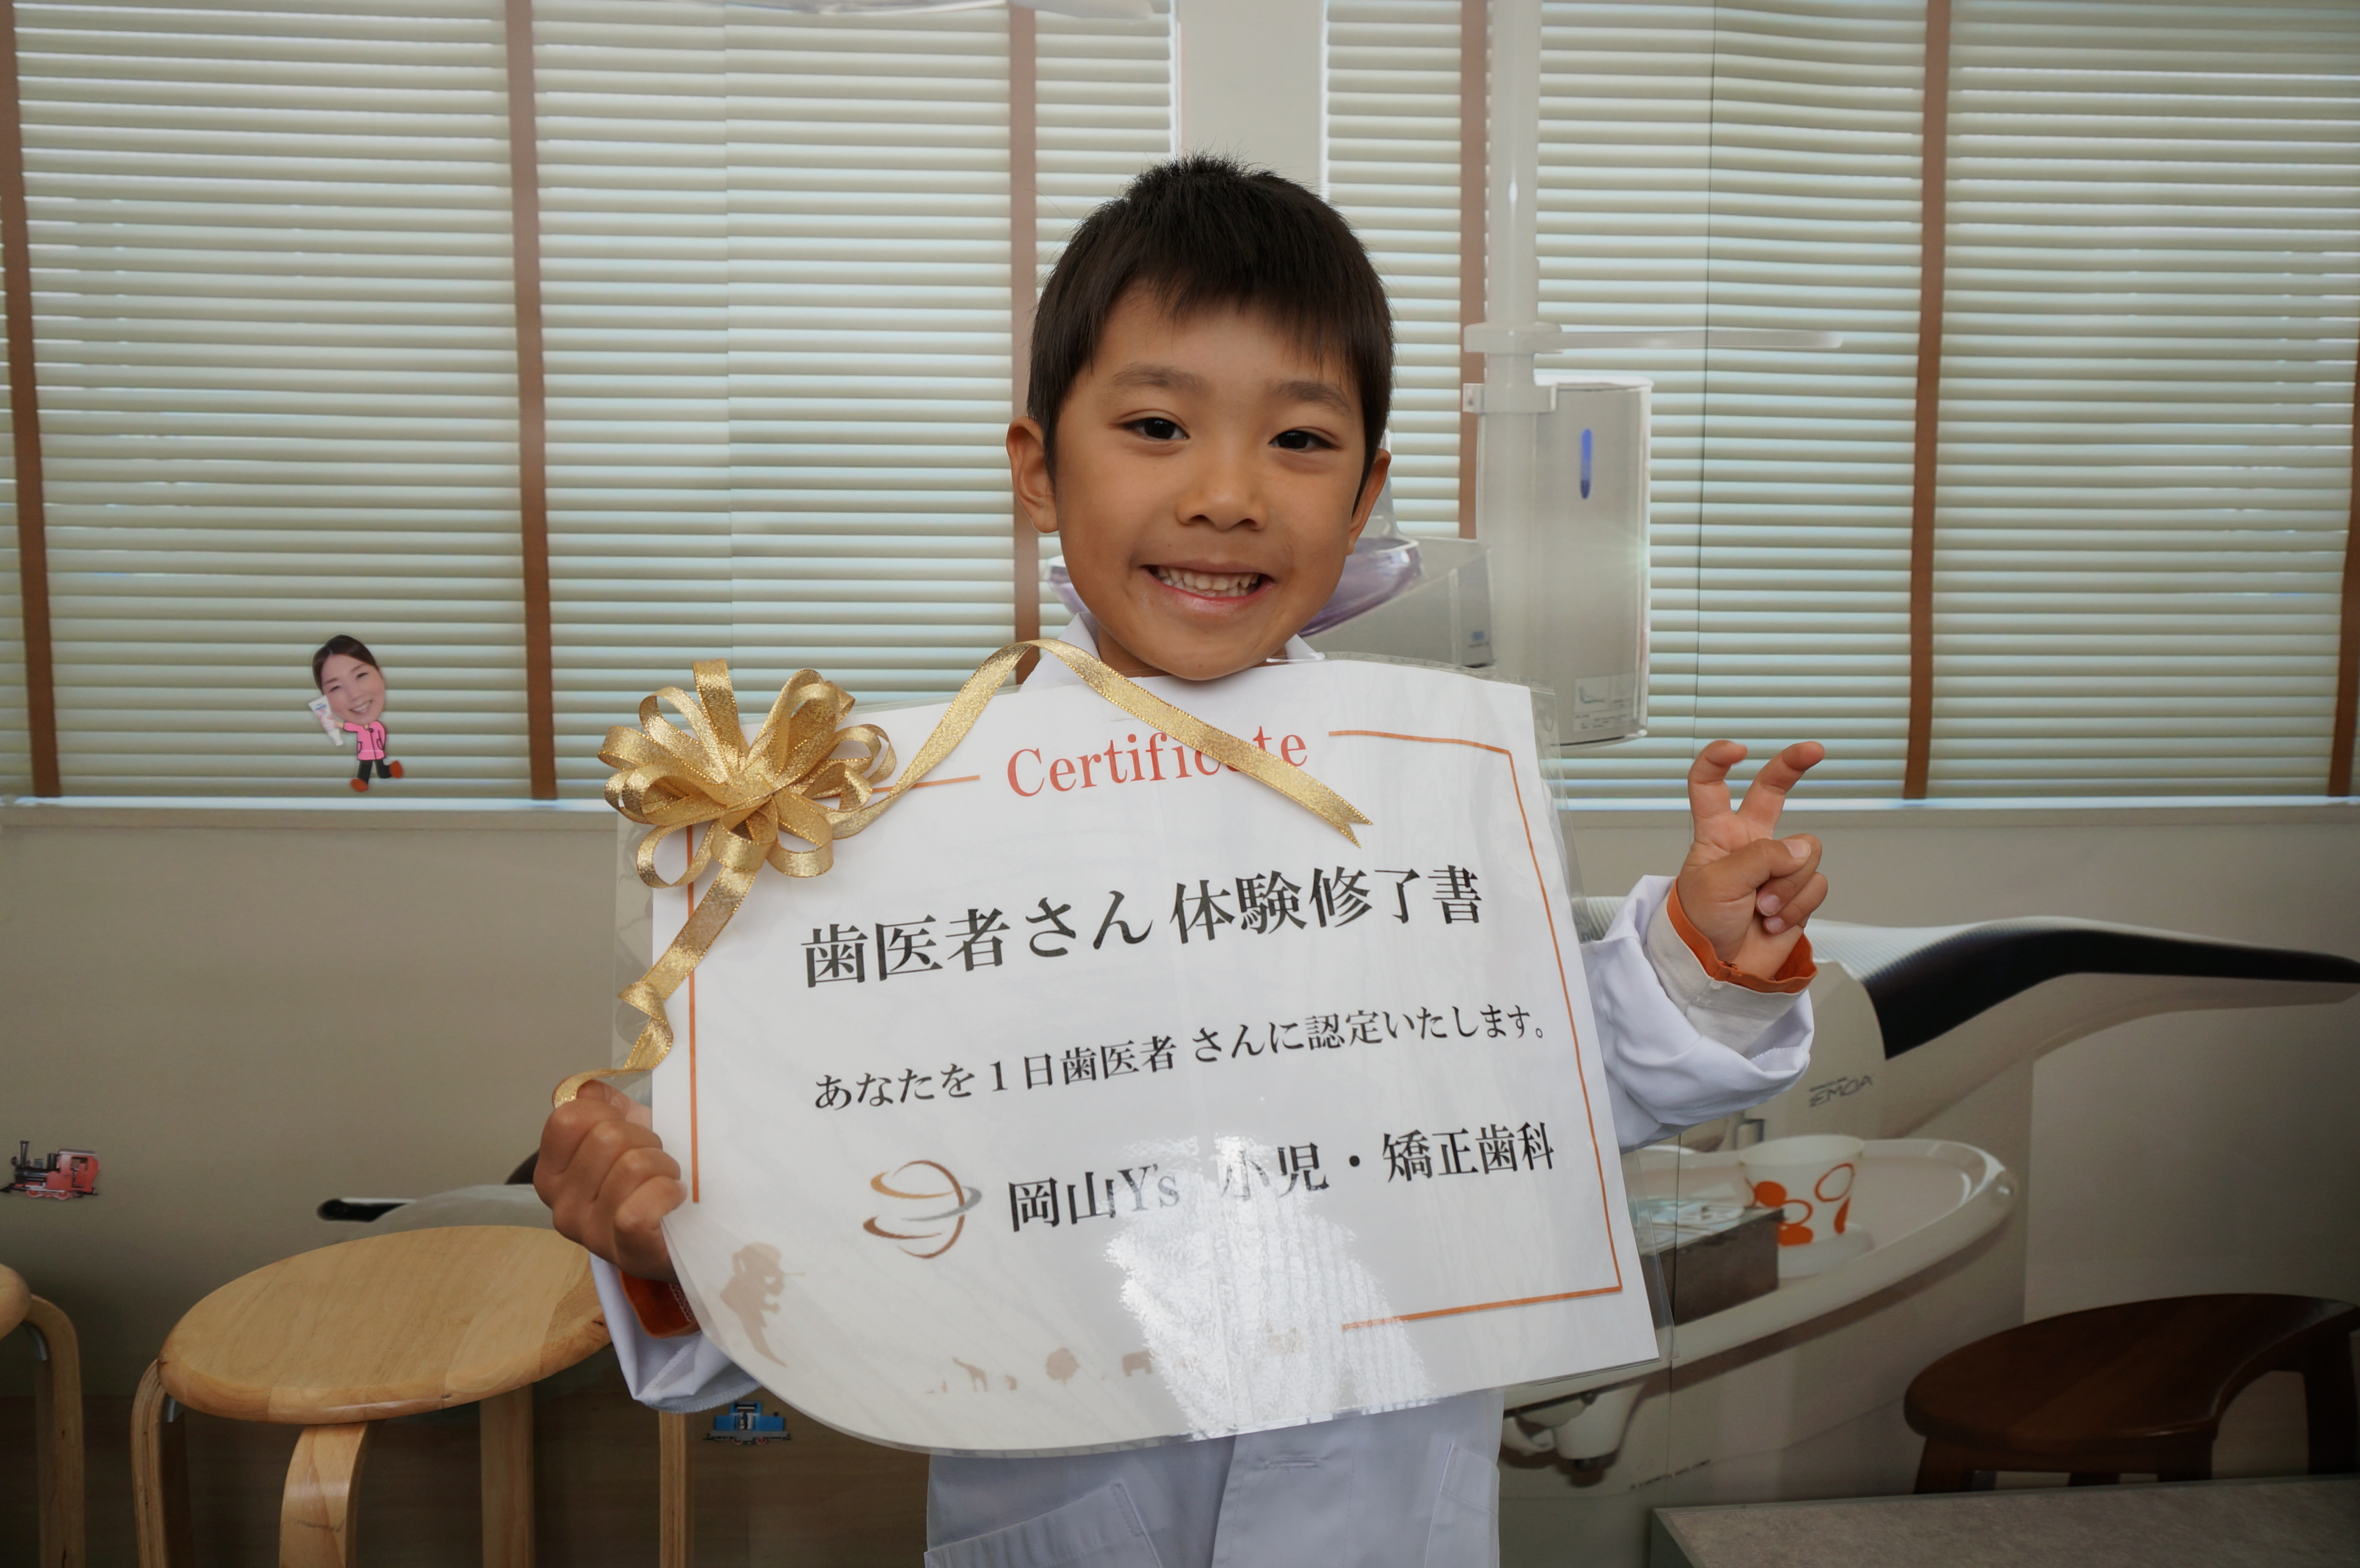 Certificate
歯医者さん体験修了書
あなたを1日歯医者さんに認定いたします。
岡山Y's 小児・矯正歯科
EMOA